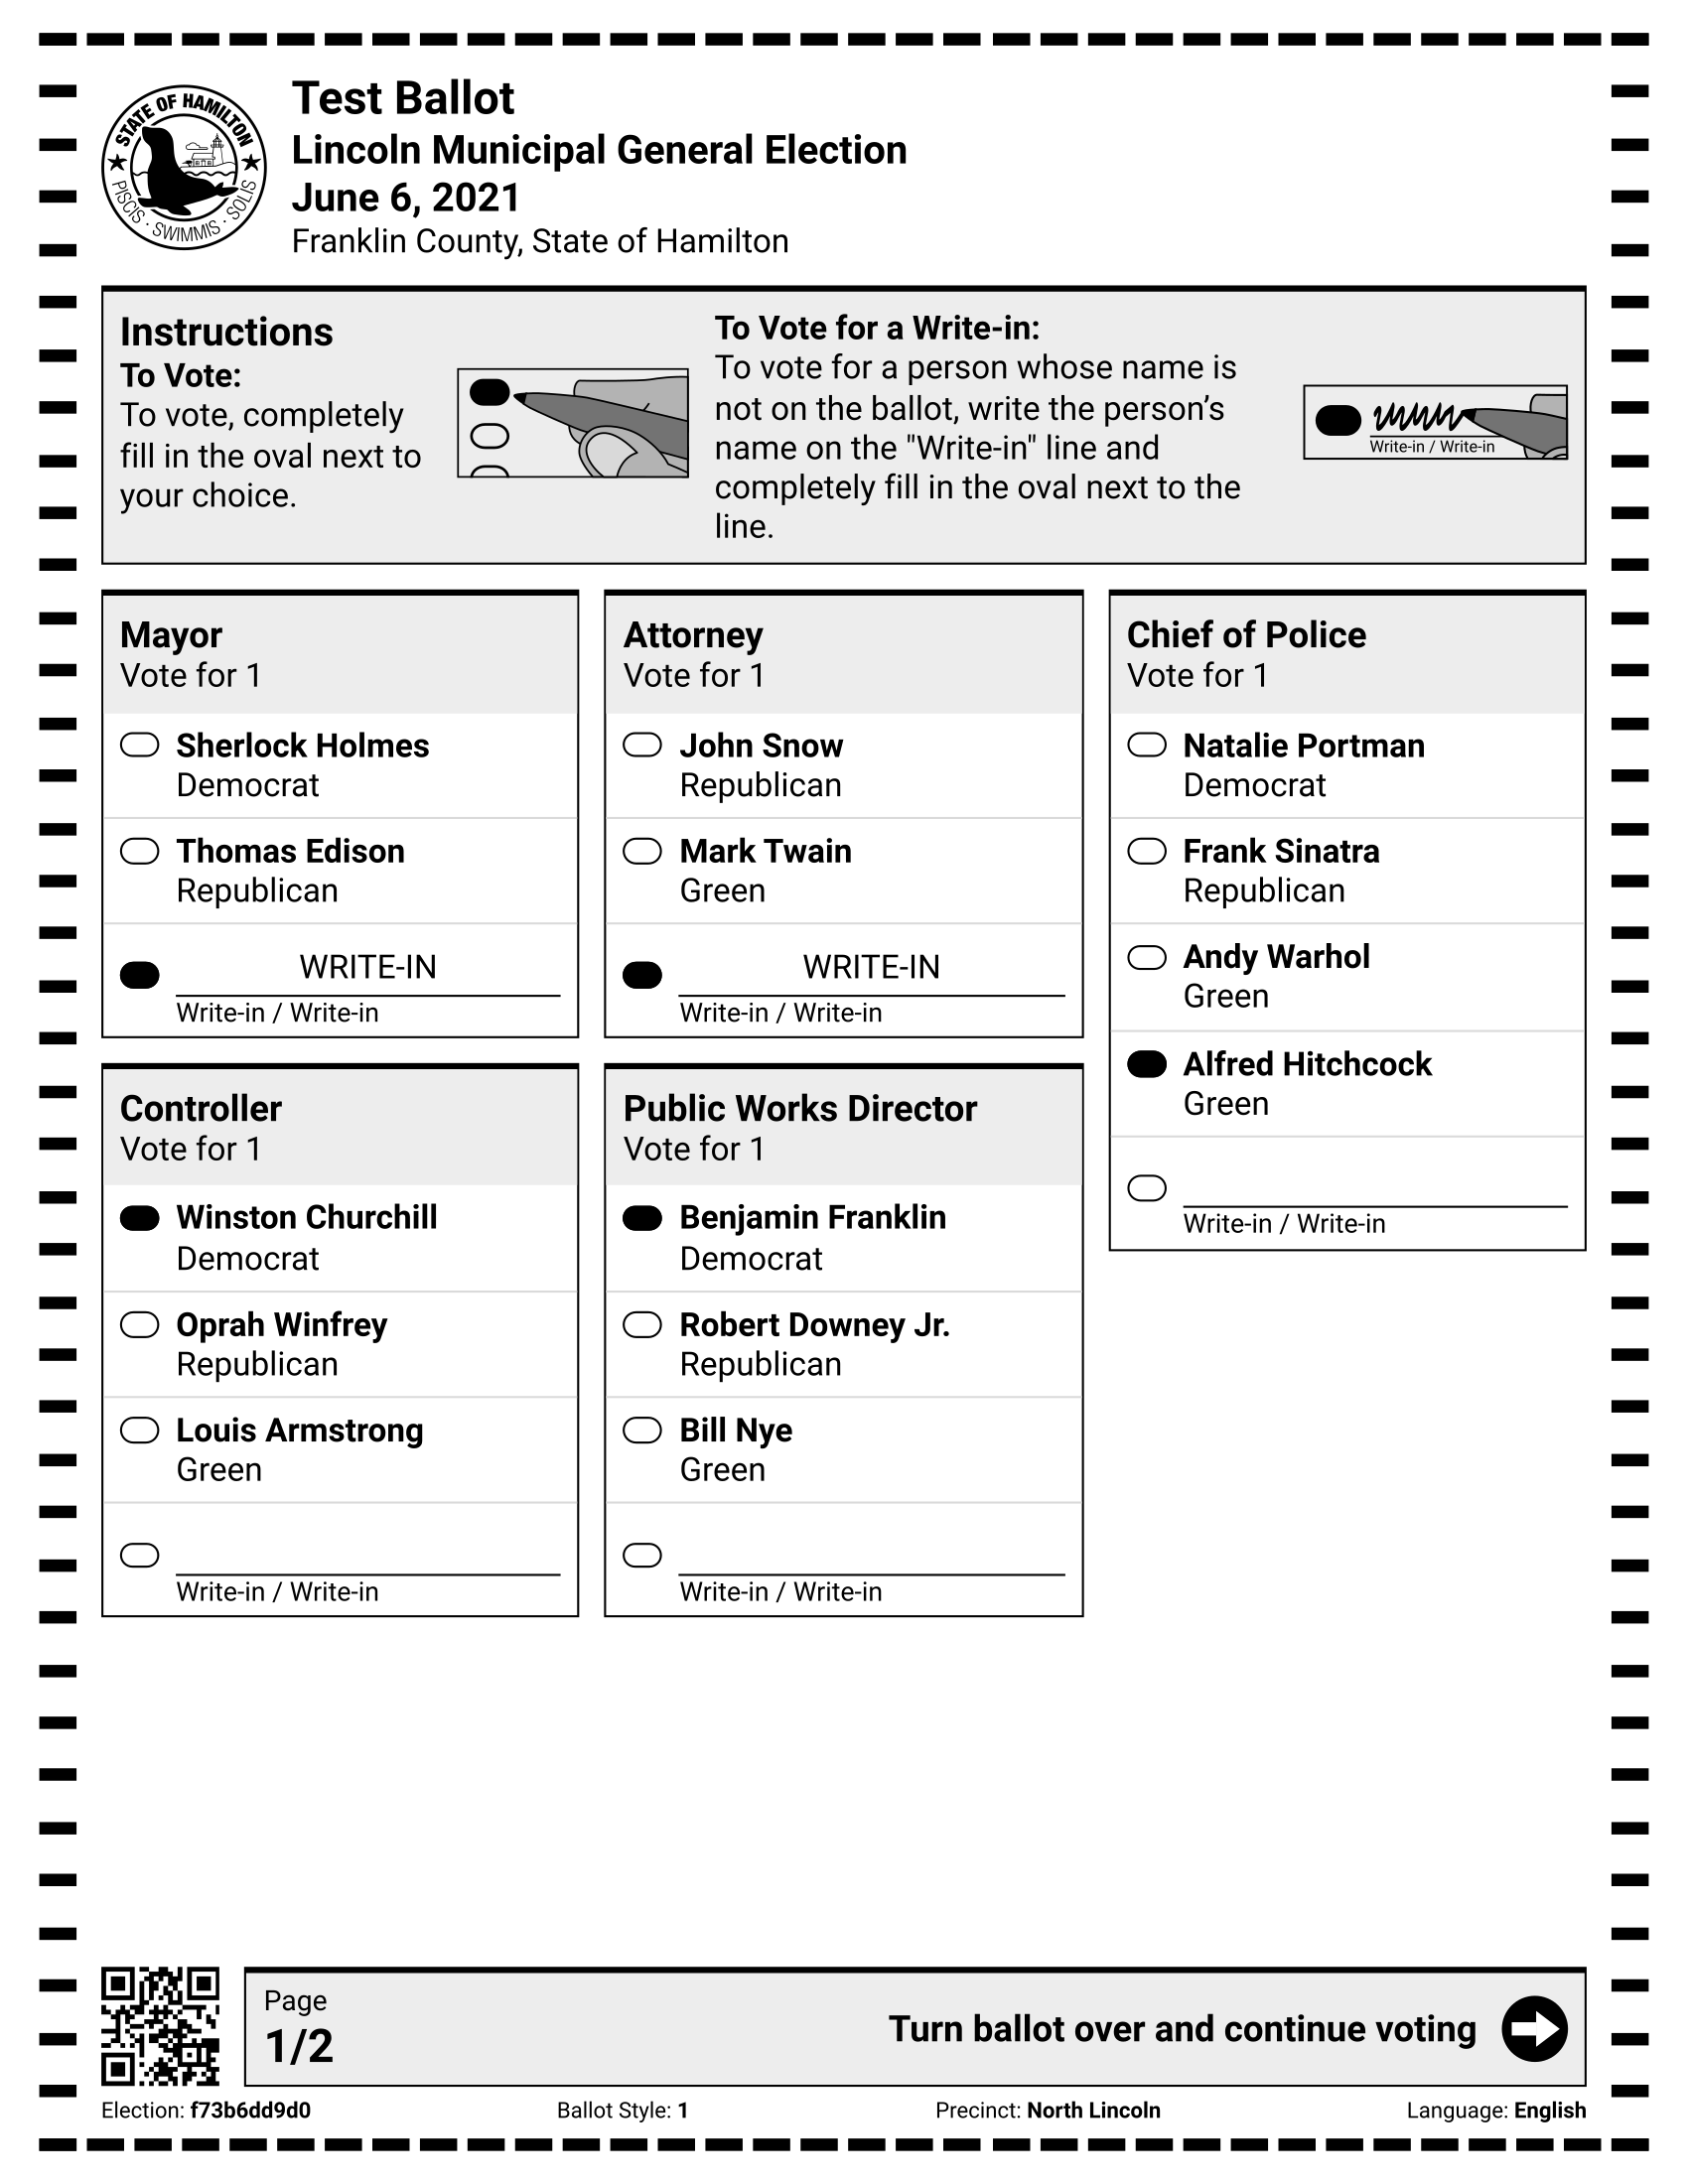 STATE OF HAMILTON
PISCIS · SWIMMIS · SOLIS
Test Ballot
Lincoln Municipal General Election
June 6, 2021
Franklin County, State of Hamilton
Instructions
To Vote:
To vote, completely
fill in the oval next to
your choice.
To Vote for a Write-in:
To vote for a person whose name is
not on the ballot, write the person’s
name on the "Write-in" line and
completely fill in the oval next to the
line.
Write-in / Write-in
Mayor
Vote for 1
Sherlock Holmes
Democrat
Thomas Edison
Republican
WRITE-IN
Write-in / Write-in
Controller
Vote for 1
Winston Churchill
Democrat
Oprah Winfrey
Republican
Louis Armstrong
Green
Write-in / Write-in
Attorney
Vote for 1
John Snow
Republican
Mark Twain
Green
WRITE-IN
Write-in / Write-in
Public Works Director
Vote for 1
Benjamin Franklin
Democrat
Robert Downey Jr.
Republican
Bill Nye
Green
Write-in / Write-in
Chief of Police
Vote for 1
Natalie Portman
Democrat
Frank Sinatra
Republican
Andy Warhol
Green
Alfred Hitchcock
Green
Write-in / Write-in
Page
1/2
Turn ballot over and continue voting
Election: f73b6dd9d0 Ballot Style: 1 Precinct: North Lincoln Language: English